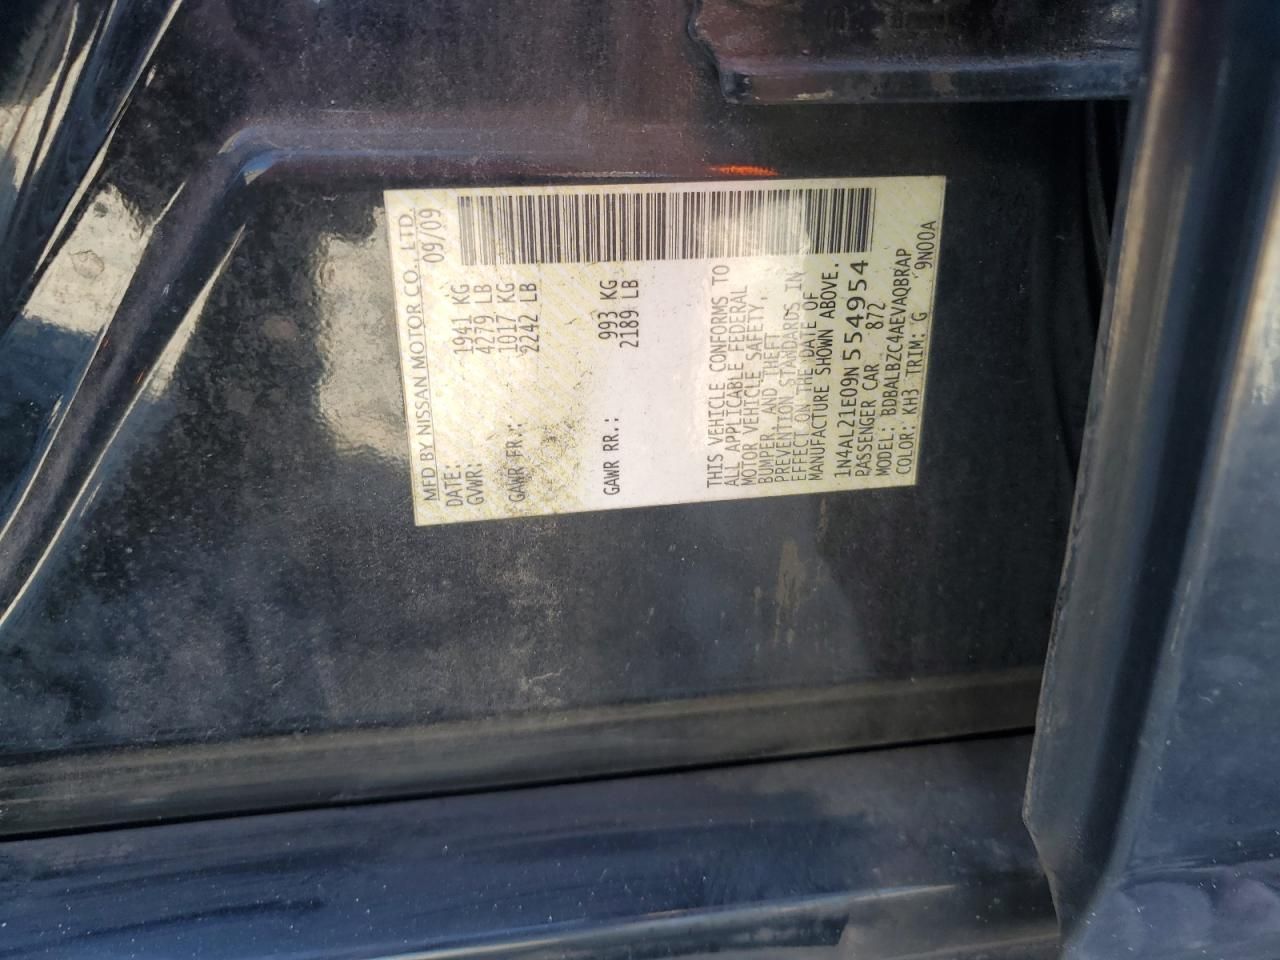 MFD BY NISSAN MOTOR CO., LTD.
DATE: 09/09
GVWR: 1941 KG
4279 LB
GAWR FR.: 1017 KG
2242 LB
GAWR RR.: 993 KG
2189 LB
THIS VEHICLE CONFORMS TO
ALL APPLICABLE FEDERAL
MOTOR VEHICLE SAFETY,
BUMPER AND THEFT
PREVENTION STANDARDS IN
EFFECT ON THE DATE OF
MANUFACTURE SHOWN ABOVE.
1N4AL21E09N554954
PASSENGER CAR 872
MODEL: BDBALBZC4AEVAQBRAP
COLOR: KH3 TRIM: G 9N00A